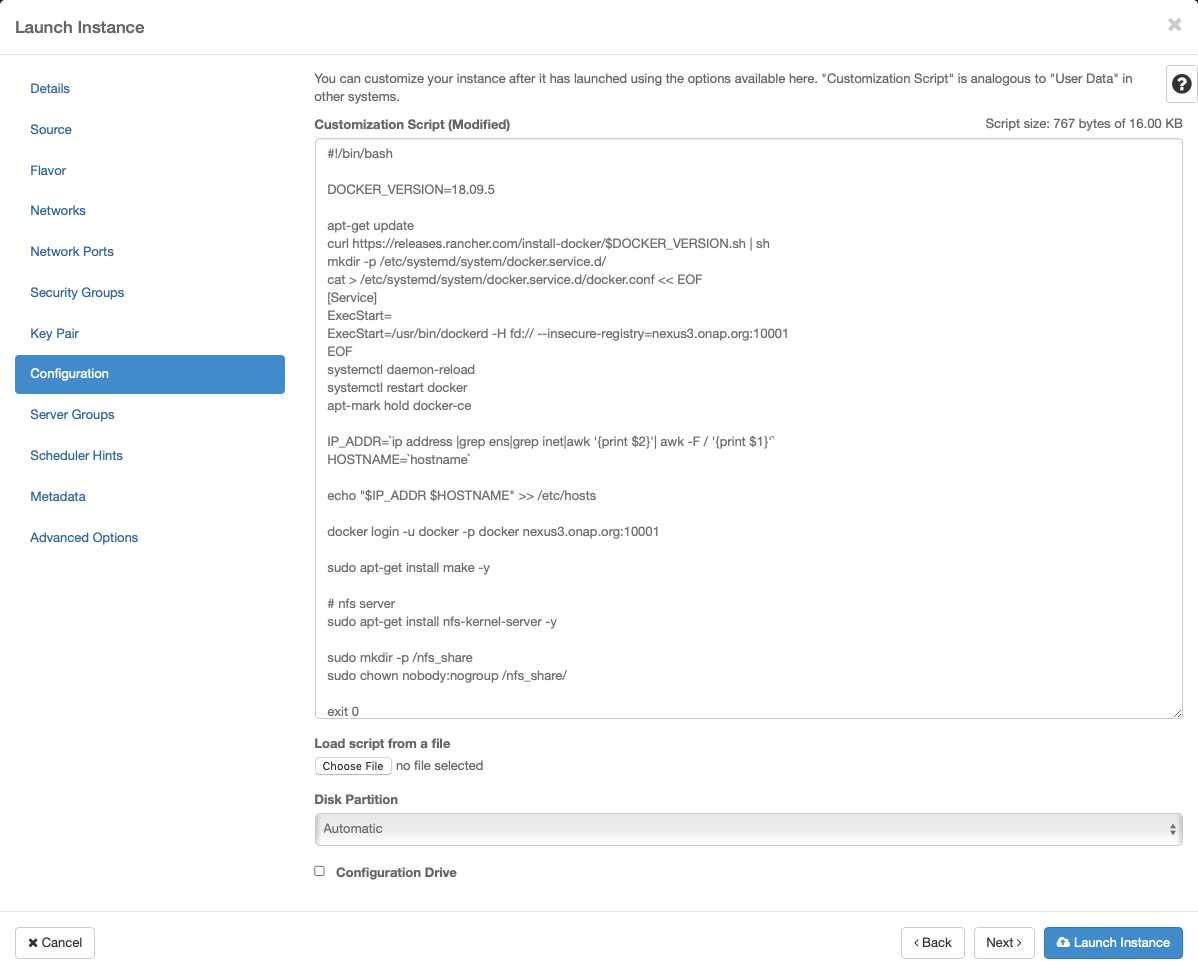 Launch Instance
Details
Source
Flavor
Networks
Network Ports
Security Groups
Key Pair
Configuration
Server Groups
Scheduler Hints
Metadata
Advanced Options
You can customize your instance after it has launched using the options available here. "Customization Script" is analogous to "User Data" in
other systems.
Customization Script (Modified)
Script size: 767 bytes of 16.00 KB
#!/bin/bash
DOCKER_VERSION=18.09.5
apt-get update
curl https://releases.rancher.com/install-docker/$DOCKER_VERSION.sh | sh
mkdir -p /etc/systemd/system/docker.service.d/
cat > /etc/systemd/system/docker.service.d/docker.conf << EOF
[Service]
ExecStart=
ExecStart=/usr/bin/dockerd -H fd:// --insecure-registry=nexus3.onap.org:10001
EOF
systemctl daemon-reload
systemctl restart docker
apt-mark hold docker-ce
IP_ADDR=`ip address |grep ens|grep inet|awk '{print $2}'| awk -F / '{print $1}'`
HOSTNAME=`hostname`
echo "$IP_ADDR $HOSTNAME" >> /etc/hosts
docker login -u docker -p docker nexus3.onap.org:10001
sudo apt-get install make -y
# nfs server
sudo apt-get install nfs-kernel-server -y
sudo mkdir -p /nfs_share
sudo chown nobody:nogroup /nfs_share/
exit 0
Load script from a file
Choose File no file selected
Disk Partition
Automatic
Configuration Drive
Cancel
Back
Next
Launch Instance